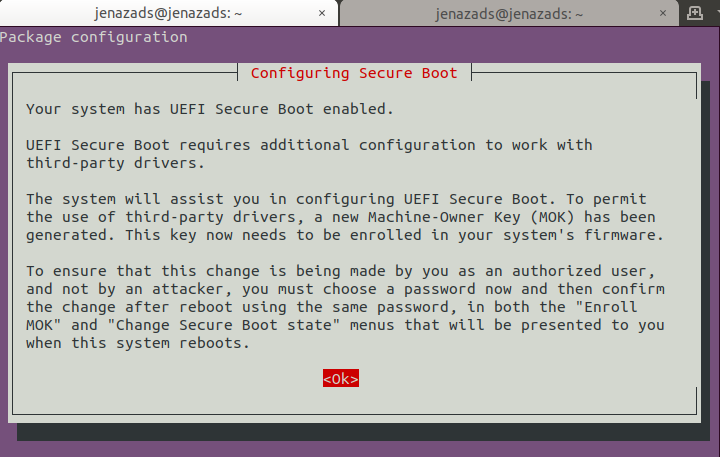 jenazads@jenazads: ~ × jenazads@jenazads: ~ ×
Package configuration
Configuring Secure Boot
Your system has UEFI Secure Boot enabled.
UEFI Secure Boot requires additional configuration to work with
third-party drivers.
The system will assist you in configuring UEFI Secure Boot. To permit
the use of third-party drivers, a new Machine-Owner Key (MOK) has been
generated. This key now needs to be enrolled in your system's firmware.
To ensure that this change is being made by you as an authorized user,
and not by an attacker, you must choose a password now and then confirm
the change after reboot using the same password, in both the "Enroll
MOK" and "Change Secure Boot state" menus that will be presented to you
when this system reboots.
<Ok>